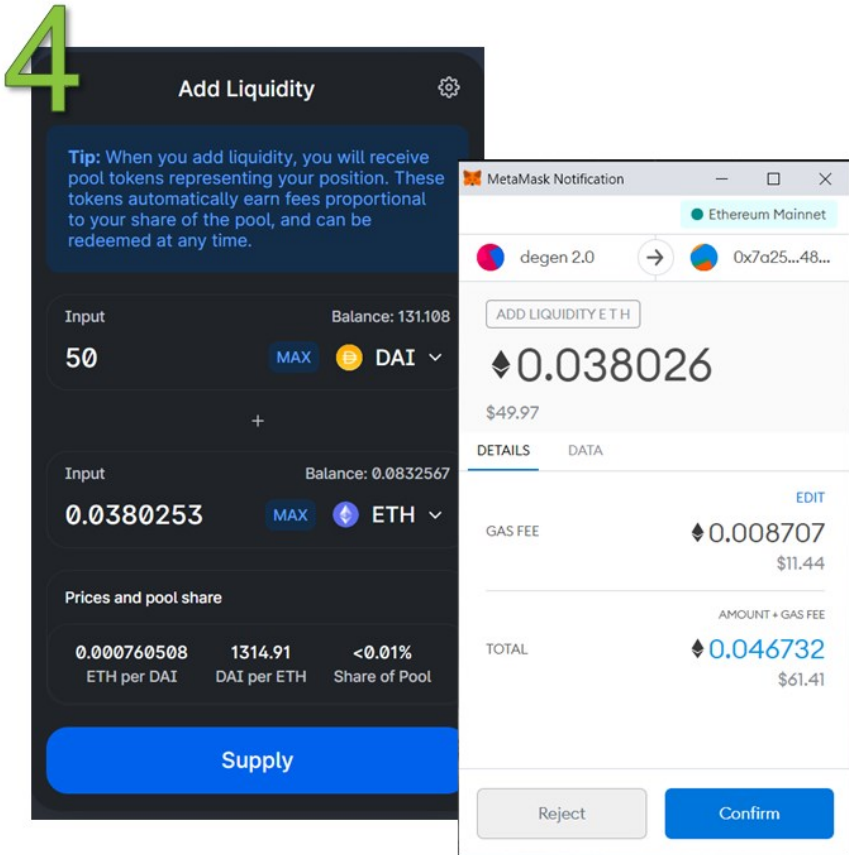 4
Add Liquidity
Tip: When you add liquidity, you will receive
pool tokens representing your position. These
tokens automatically earn fees proportional
to your share of the pool, and can be
redeemed at any time.
Input Balance: 131.108
50 MAX DAI
+
Input Balance: 0.0832567
0.0380253 MAX ETH
Prices and pool share
0.000760508 1314.91 <0.01%
ETH per DAI DAI per ETH Share of Pool
Supply
MetaMask Notification
Ethereum Mainnet
degen 2.0 0x7a25...48...
ADD LIQUIDITY E T H
0.038026
$49.97
DETAILS DATA
EDIT
GAS FEE 0.008707
$11.44
AMOUNT + GAS FEE
TOTAL 0.046732
$61.41
Reject Confirm